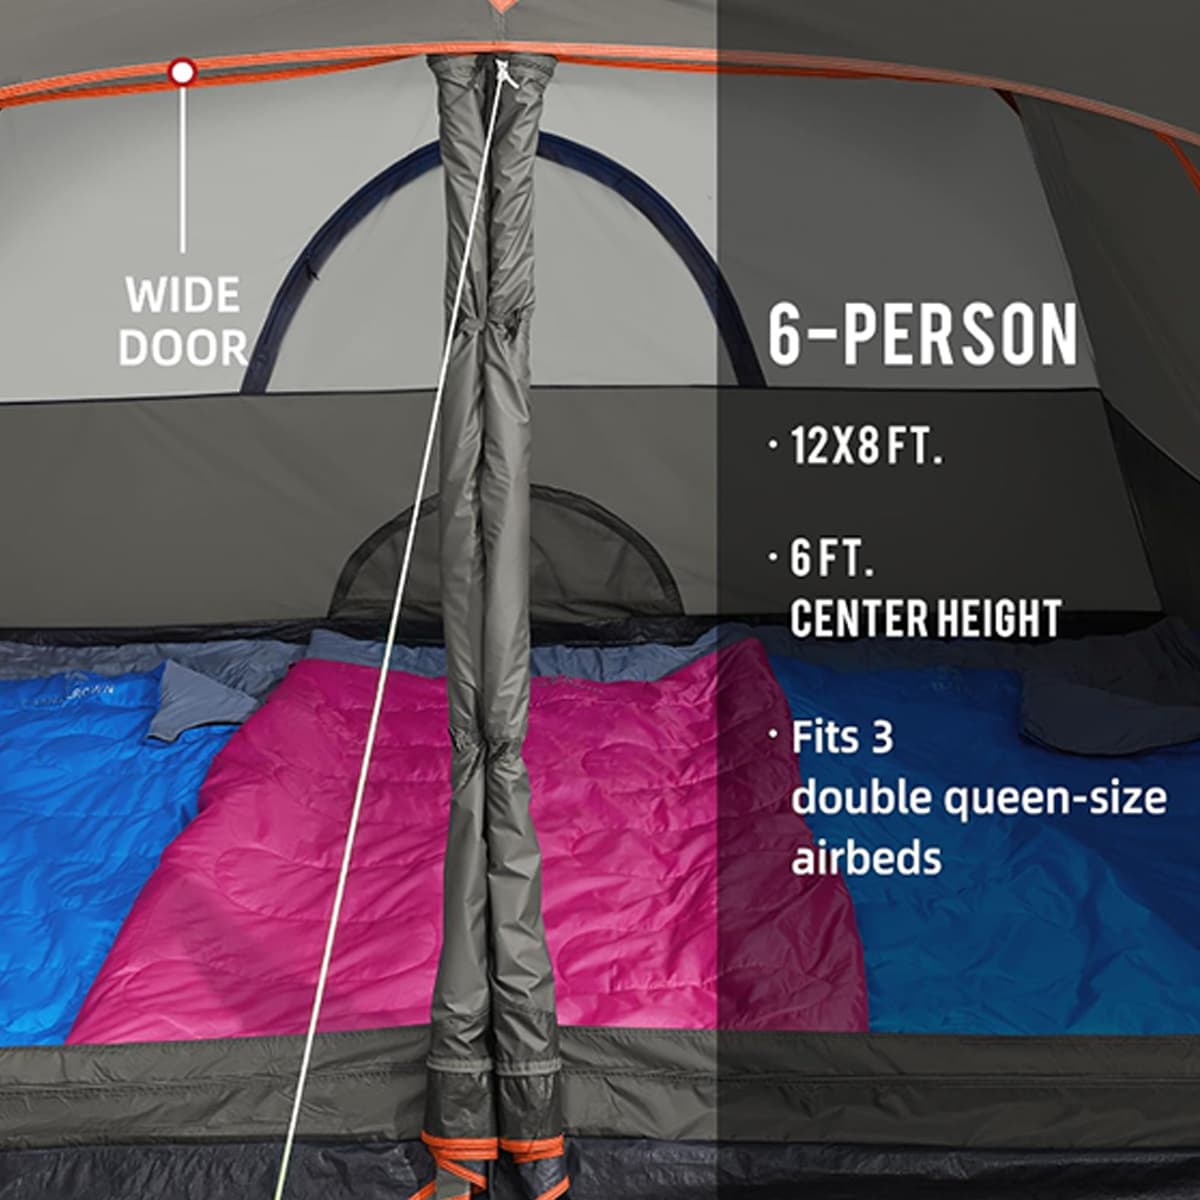 WIDE
DOOR
6-PERSON
· 12X8 FT.
· 6 FT.
CENTER HEIGHT
· Fits 3
double queen-size
airbeds